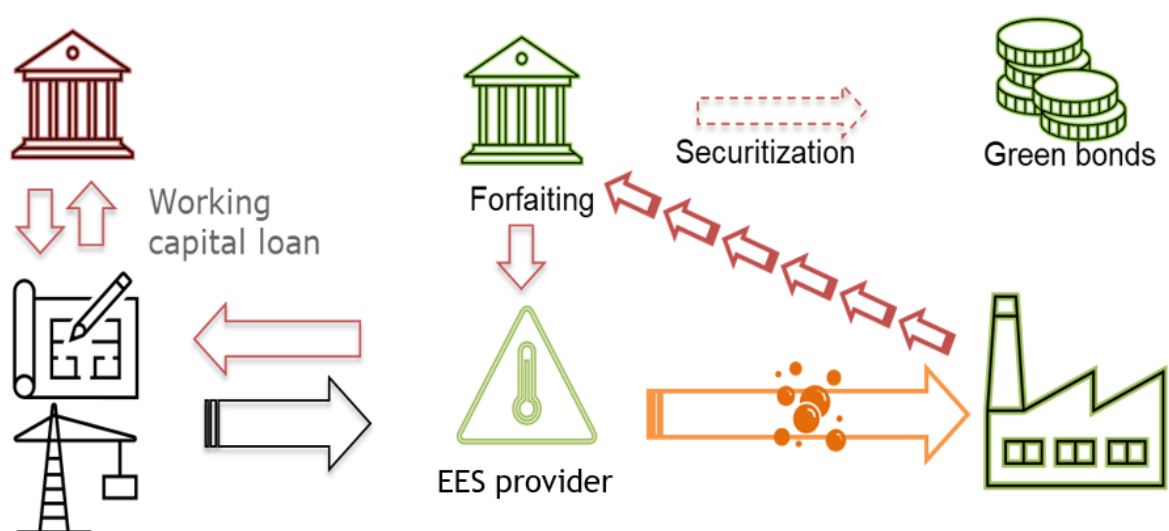 Securitization
Green bonds
Forfaiting
Working
capital loan
EES provider